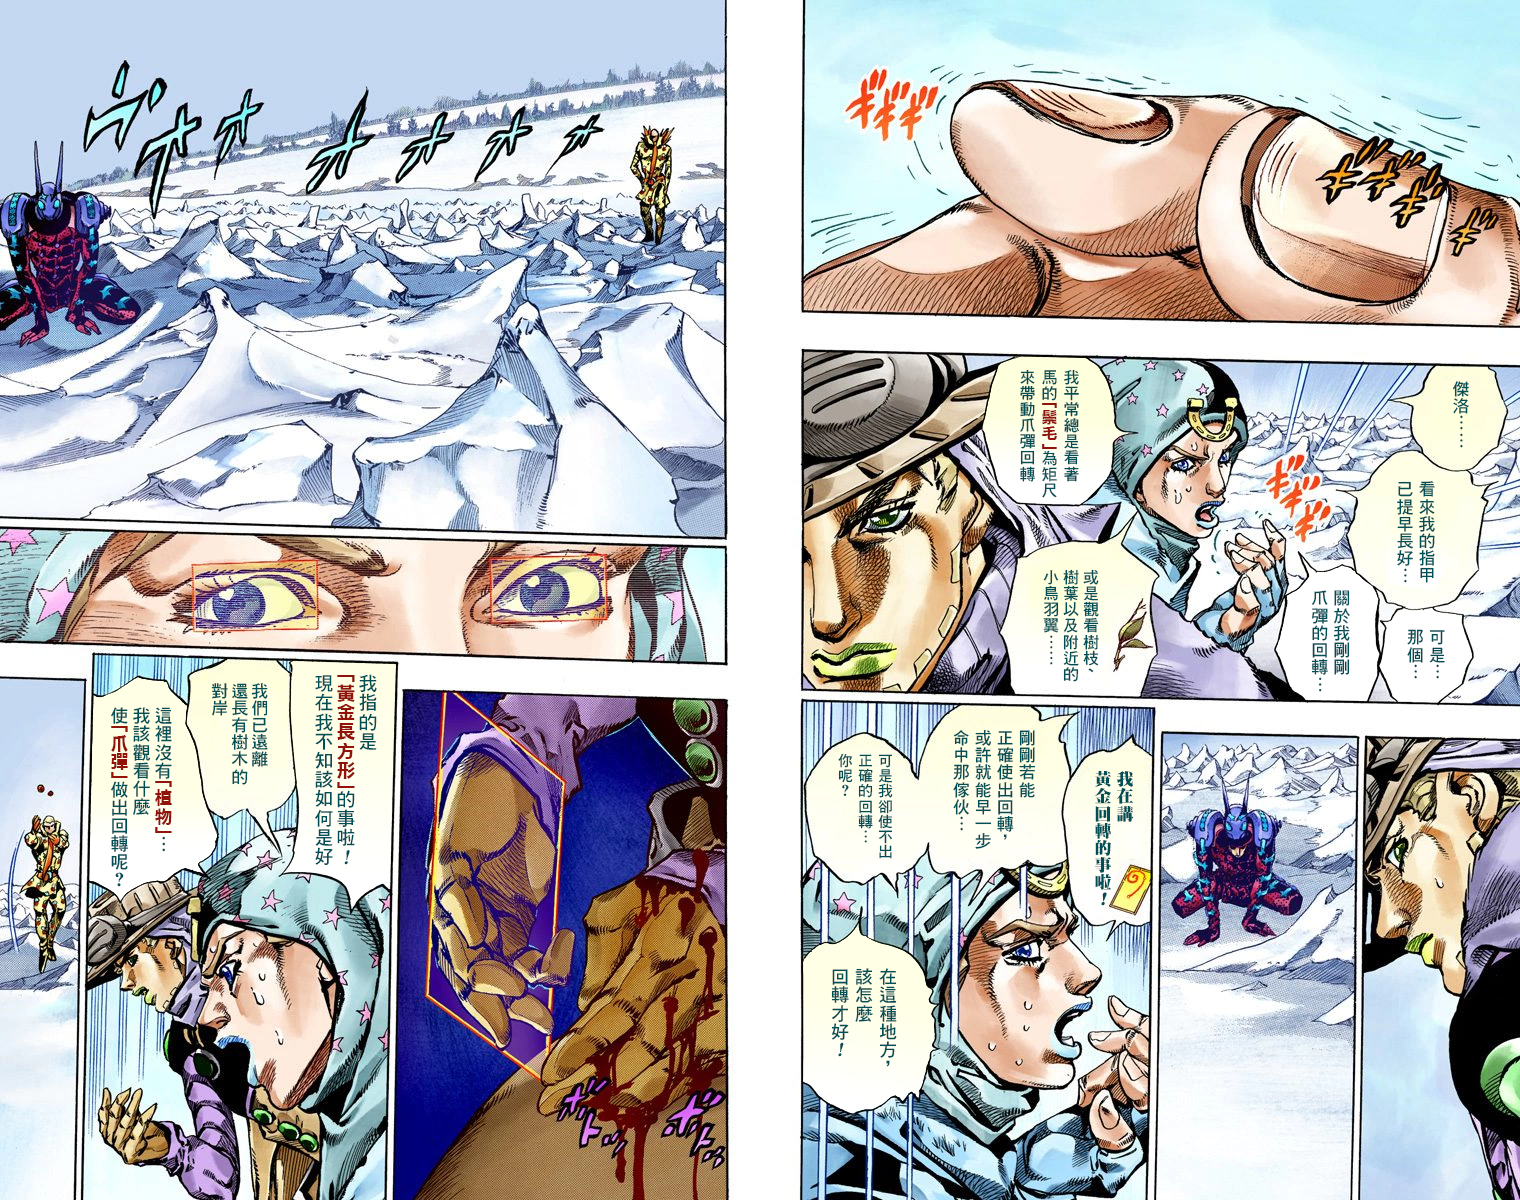 ギギギ
ギギギギ
傑洛……
看來我的指甲
已提早長好…
可是…
那個…
關於我剛剛
爪彈的回轉…
ギギギ
我平常總是看著
馬的「鬃毛」為矩尺
來帶動爪彈回轉
或是觀看樹枝、
樹葉以及附近的
小鳥羽翼……
我在講
黃金回轉的事啦！
剛剛若能
正確使出回轉，
或許就能早一步
命中那傢伙…
可是我卻使不出
正確的回轉…
你呢？
在這種地方，
該怎麼
回轉才好！
ヴォオオオオオ
我指的是
「黃金長方形」的事啦！
現在我不知該如何是好
我們已遠離
還長有樹木的
對岸
這裡沒有「植物」…
我該觀看什麼
使「爪彈」做出回轉呢？
ドドド